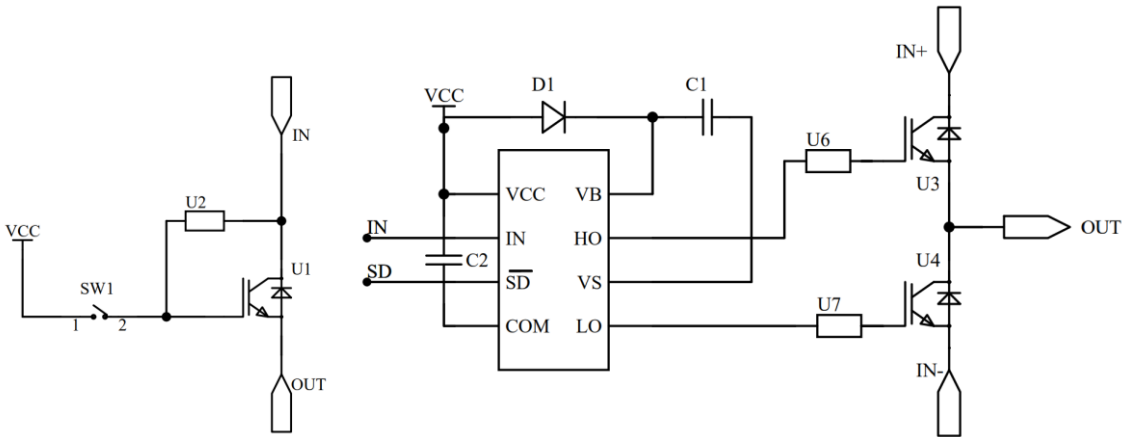 IN
U2
VCC
U1
SW1
1
2
OUT
VCC
D1
C1
VCC
VB
IN
IN
HO
C2
SD
SD
VS
COM
LO
IN+
U6
U3
OUT
U4
U7
IN-